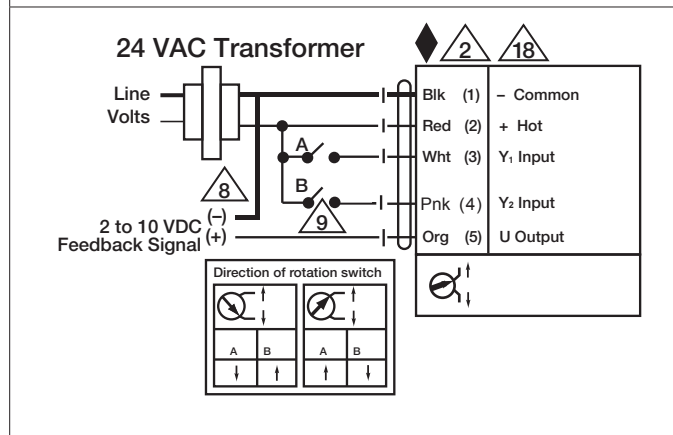 24 VAC Transformer
2
18
Line
Volts
Blk (1) – Common
Red (2) + Hot
A
Wht (3) Y₁ Input
B
8
9
Pnk (4) Y₂ Input
2 to 10 VDC (–)
Feedback Signal (+)
Org (5) U Output
Direction of rotation switch
A B A B